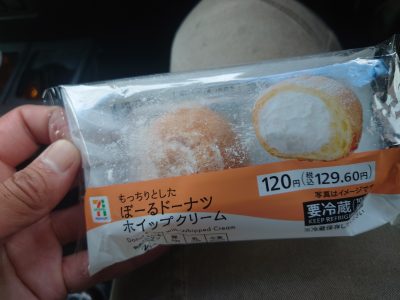 120円(税込129.60円)
写真はイメージです
もっちりとした
ぼーるドーナツ
ホイップクリーム
要冷蔵
KEEP REFRIGE
Whipped Cream